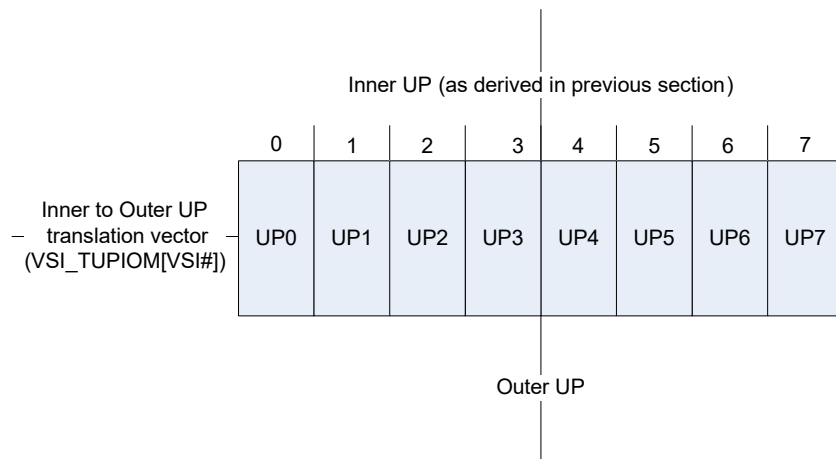 Inner UP (as derived in previous section)
0 1 2 3 4 5 6 7
Inner to Outer UP
translation vector
(VSI_TUPIOM[VSI#])
UP0 UP1 UP2 UP3 UP4 UP5 UP6 UP7
Outer UP